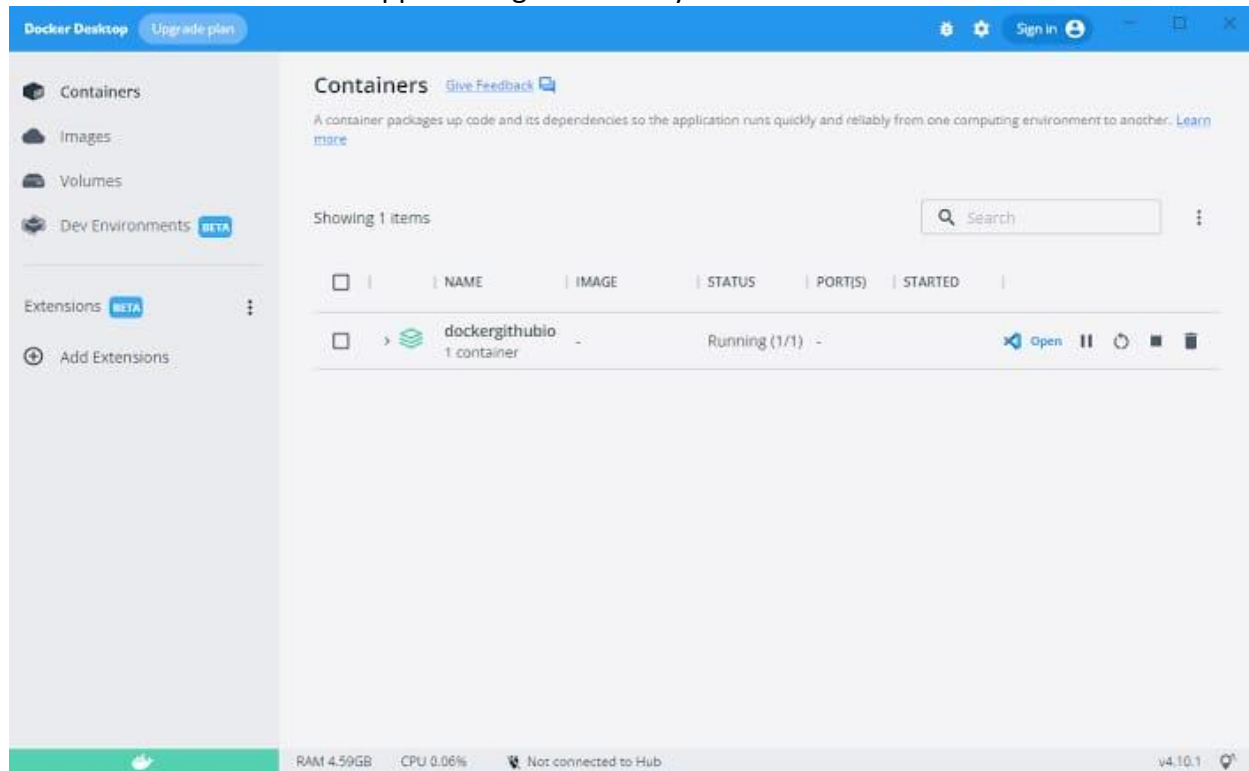 Docker Desktop Upgrade plan Sign in
Containers
Images
Volumes
Dev Environments BETA
Extensions BETA
Add Extensions
Containers Give Feedback
A container packages up code and its dependencies so the application runs quickly and reliably from one computing environment to another. Learn
more
Showing 1 items
Search
NAME IMAGE STATUS PORT(S) STARTED
dockergithubio - Running (1/1) - Open
1 container
RAM 4.59GB CPU 0.06% Not connected to Hub v4.10.1